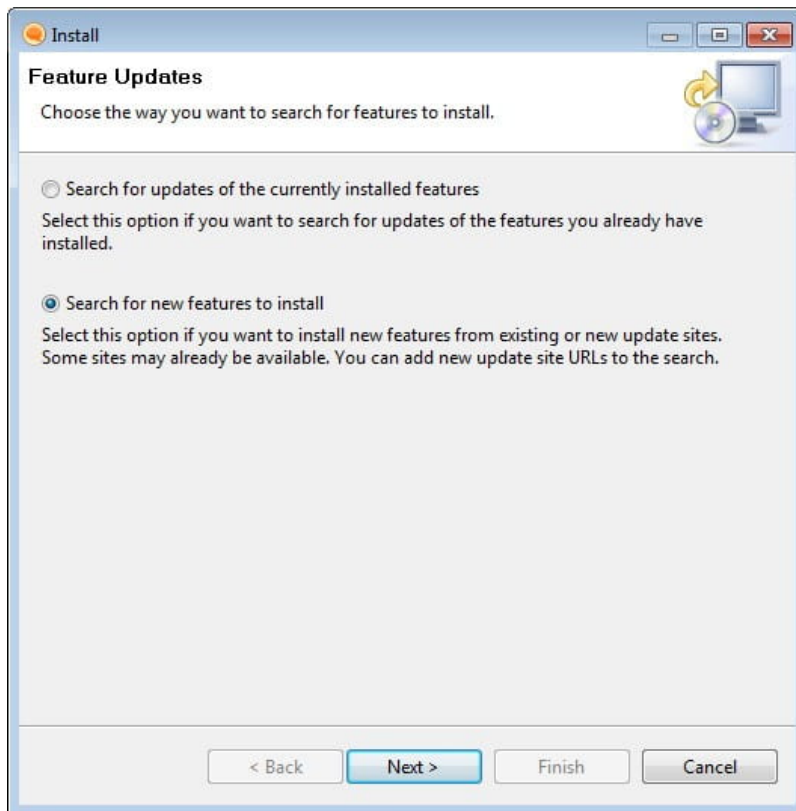 Install
Feature Updates
Choose the way you want to search for features to install.
Search for updates of the currently installed features
Select this option if you want to search for updates of the features you already have
installed.
Search for new features to install
Select this option if you want to install new features from existing or new update sites.
Some sites may already be available. You can add new update site URLs to the search.
< Back Next > Finish Cancel